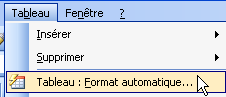 Tableau Fenêtre ?
Insérer
Supprimer
Tableau : Format automatique...